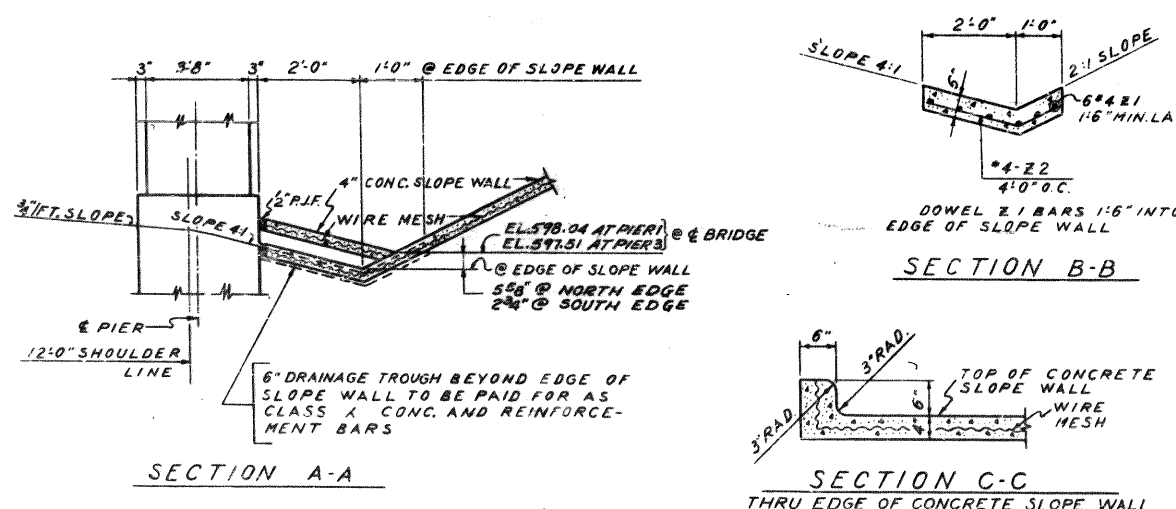 3" 3'-8" 3" 2'-0" 1'-0" @ EDGE OF SLOPE WALL
1/2" P.J.F.
4" CONC. SLOPE WALL
WIRE MESH
3/4"/FT. SLOPE
SLOPE 4:1
EL. 598.04 AT PIER 1
EL. 597.51 AT PIER 3
@ ℄ BRIDGE
@ EDGE OF SLOPE WALL
5 5/8" @ NORTH EDGE
2 3/4" @ SOUTH EDGE
℄ PIER
12'-0" SHOULDER
LINE
6" DRAINAGE TROUGH BEYOND EDGE OF
SLOPE WALL TO BE PAID FOR AS
CLASS X CONC. AND REINFORCE-
MENT BARS
SECTION A-A
2'-0" 1'-0"
SLOPE 4:1
2:1 SLOPE
6"
6 #4 Z1
1'-6" MIN. LA
#4-Z2
4'-0" O.C.
DOWEL Z1 BARS 1'-6" INTO
EDGE OF SLOPE WALL
SECTION B-B
6"
3" RAD.
3" RAD.
6"
4"
TOP OF CONCRETE
SLOPE WALL
WIRE
MESH
SECTION C-C
THRU EDGE OF CONCRETE SLOPE WALL